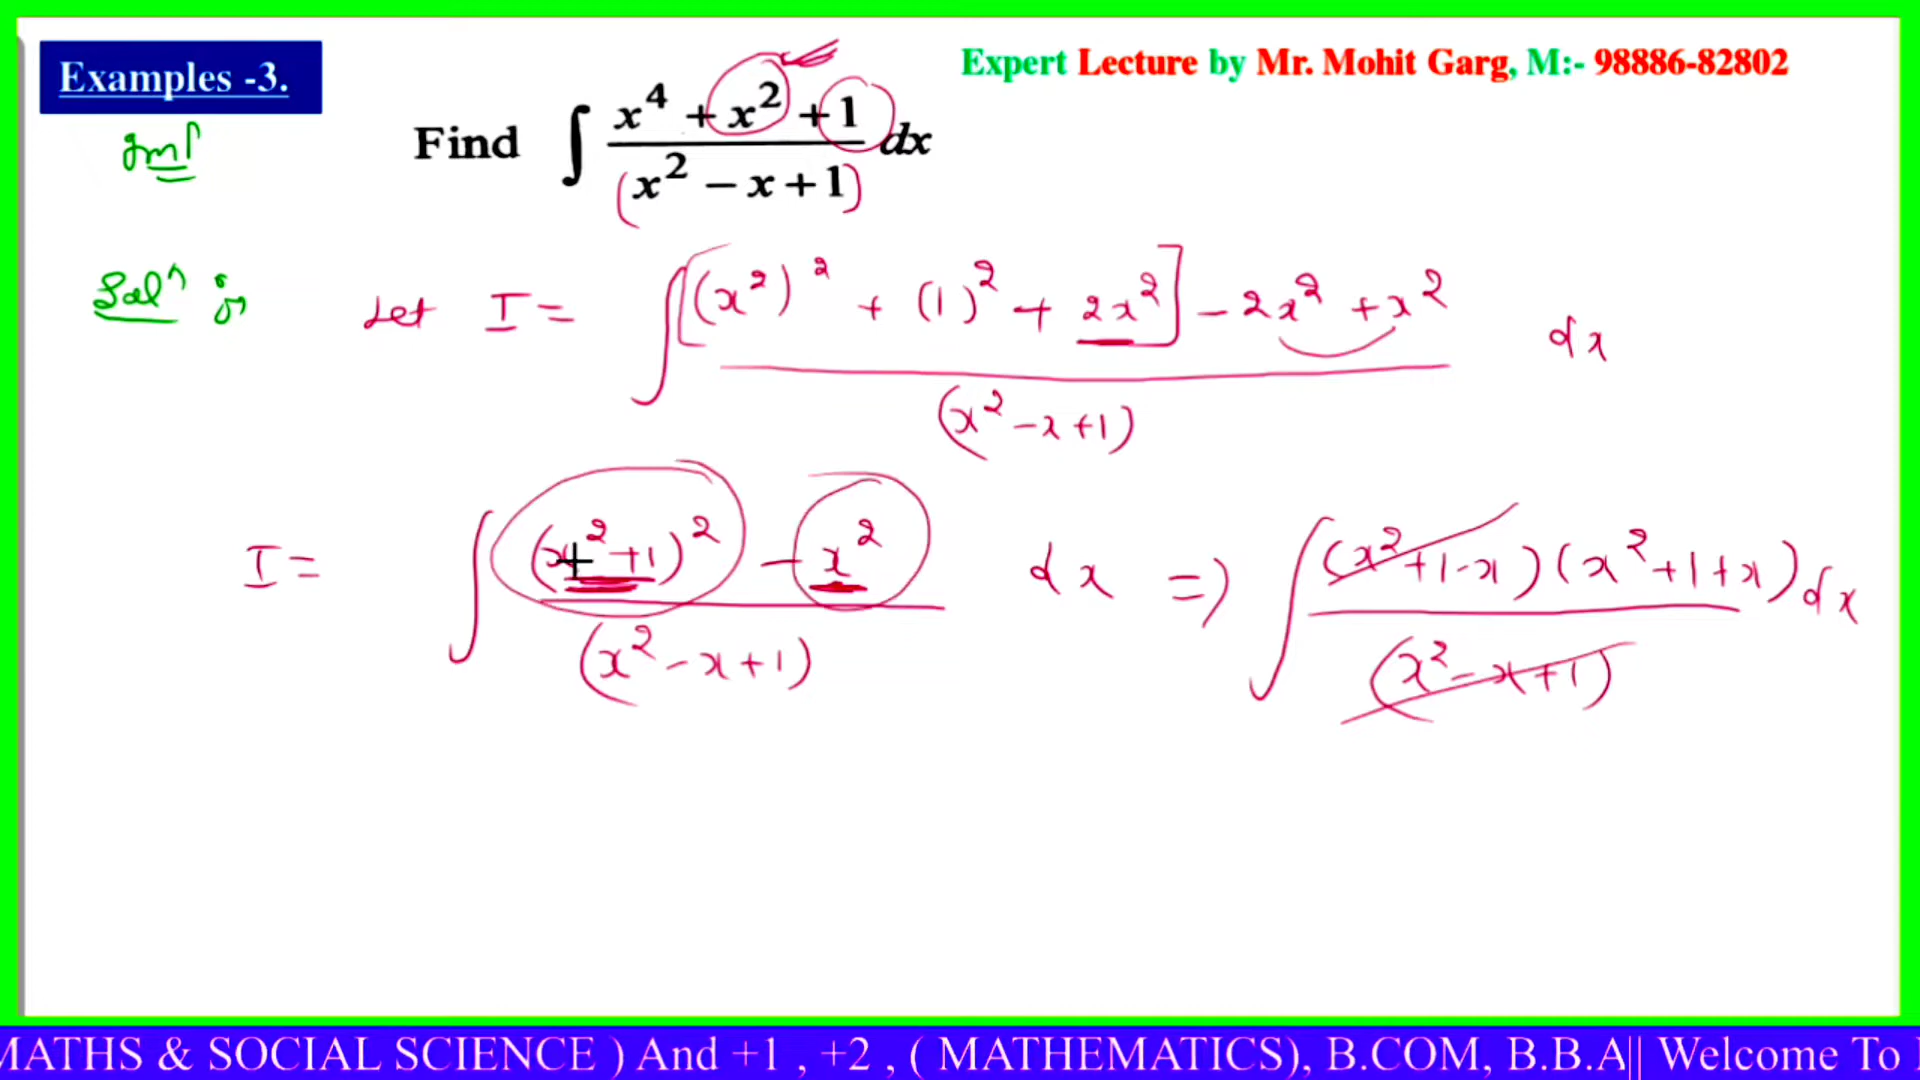 Expert Lecture by Mr. Mohit Garg, M:- 98886-82802
Examples -3.
Imp
Find ∫ (x⁴ + x² + 1)/(x² − x + 1) dx
Solⁿ :
Let I = ∫ ([(x²)² + (1)² + 2x²] − 2x² + x²)/(x² − x + 1) dx
I = ∫ ((x² + 1)² − x²)/(x² − x + 1) dx ⇒ ∫ ((x² + 1 − x)(x² + 1 + x))/(x² − x + 1) dx
MATHS & SOCIAL SCIENCE ) And +1 , +2 , ( MATHEMATICS), B.COM, B.B.A|| Welcome To